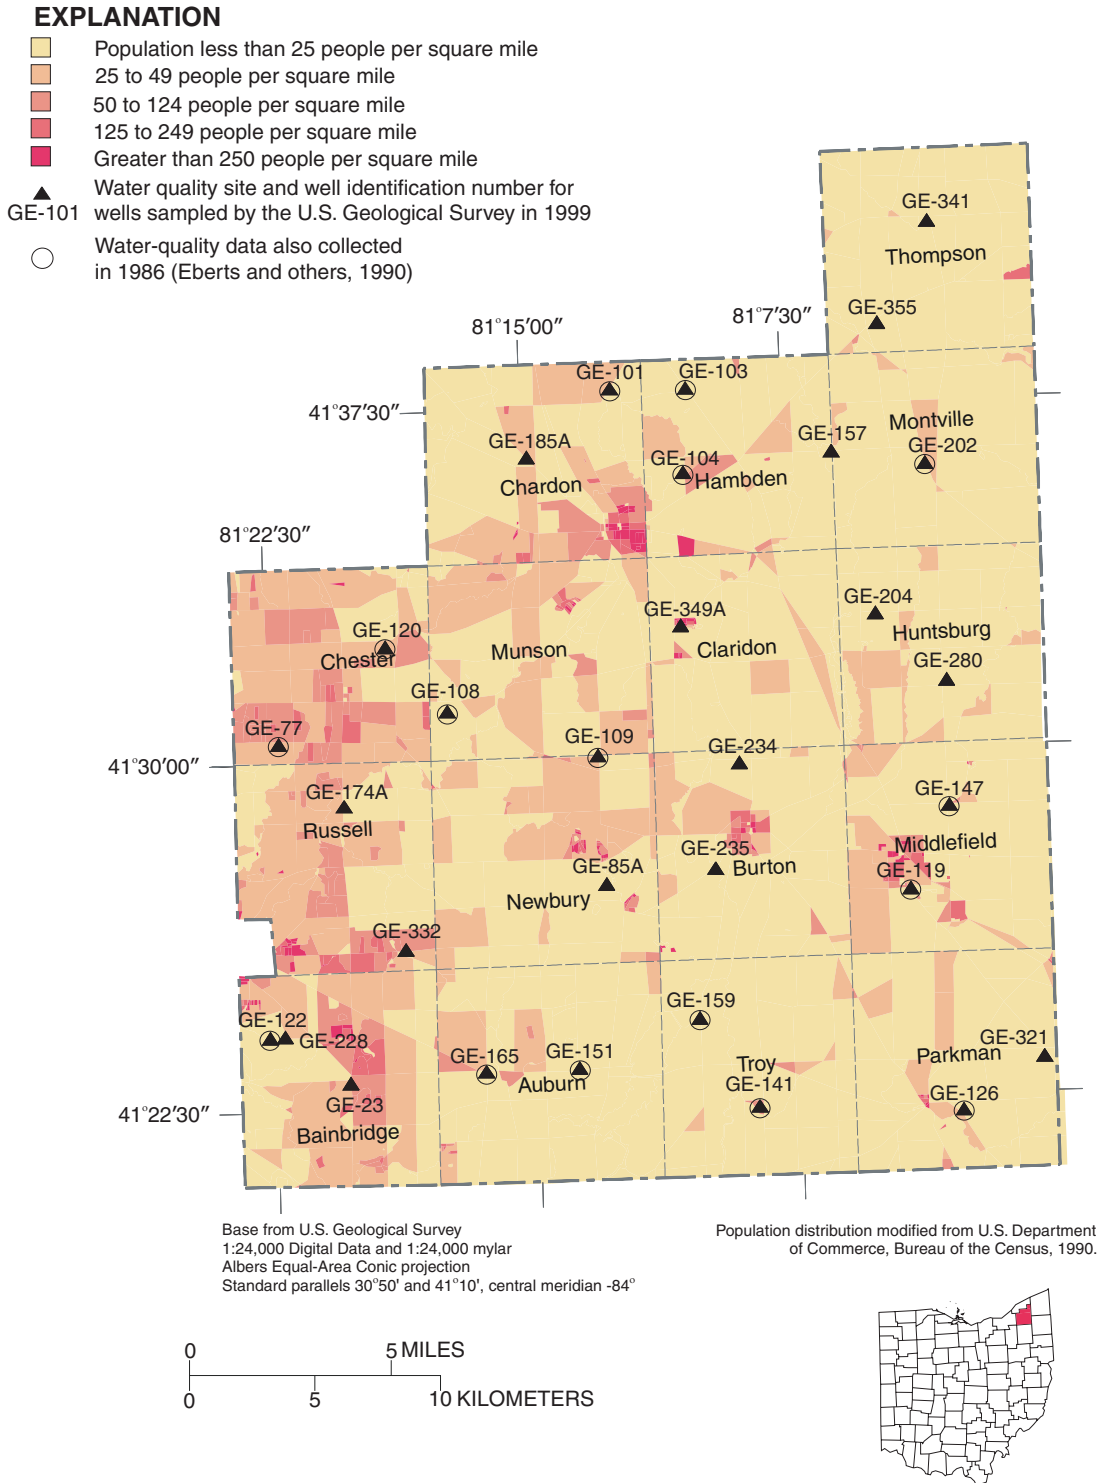 EXPLANATION
Population less than 25 people per square mile
25 to 49 people per square mile
50 to 124 people per square mile
125 to 249 people per square mile
Greater than 250 people per square mile
Water quality site and well identification number for
GE-101 wells sampled by the U.S. Geological Survey in 1999
Water-quality data also collected
in 1986 (Eberts and others, 1990)
GE-341
Thompson
GE-355
81°7′30″
81°15′00″
GE-101
GE-103
41°37′30″
Montville
GE-157
GE-185A
GE-202
GE-104
Hambden
Chardon
81°22′30″
GE-204
GE-349A
GE-120
Huntsburg
Chester
Munson
Claridon
GE-280
GE-108
GE-77
GE-109
GE-234
41°30′00″
GE-174A
GE-147
Russell
Middlefield
GE-235
GE-85A
Burton
GE-119
Newbury
GE-332
GE-159
GE-122
GE-228
GE-321
GE-165
GE-151
Parkman
Troy
Auburn
GE-141
GE-126
GE-23
41°22′30″
Bainbridge
Base from U.S. Geological Survey
1:24,000 Digital Data and 1:24,000 mylar
Albers Equal-Area Conic projection
Standard parallels 30°50' and 41°10', central meridian -84°
Population distribution modified from U.S. Department
of Commerce, Bureau of the Census, 1990.
0 5 MILES
0 5 10 KILOMETERS